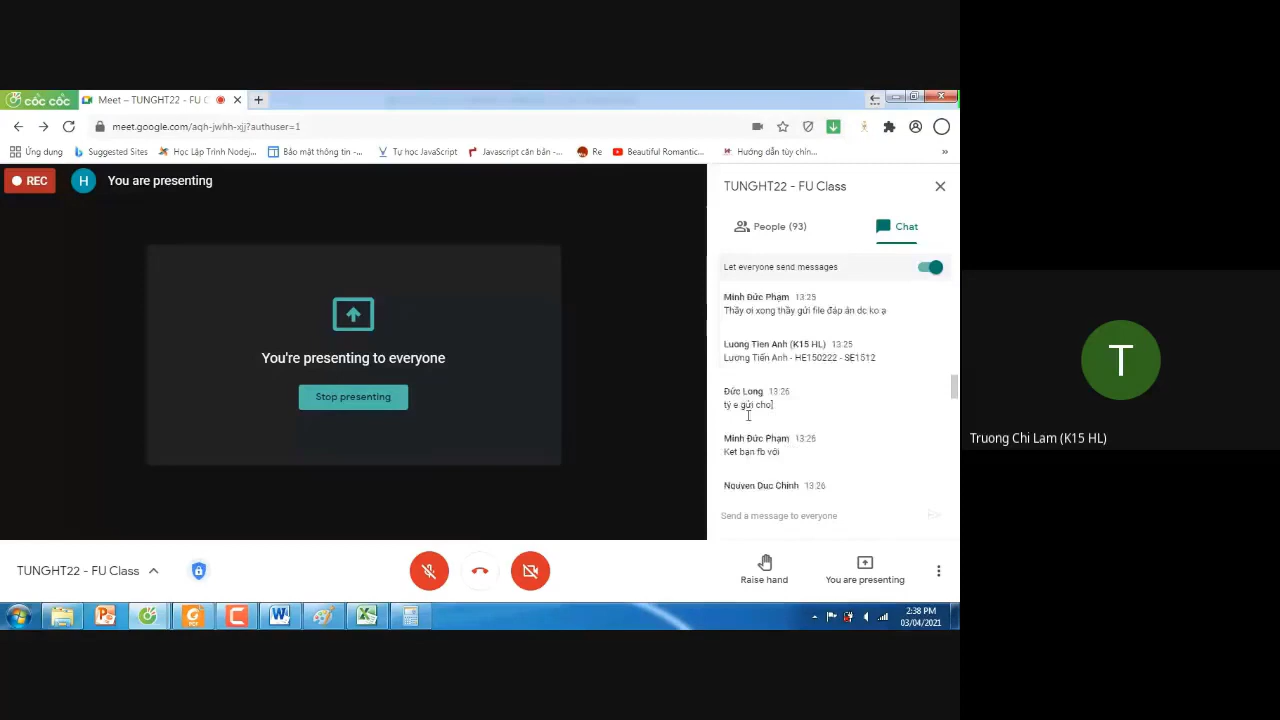 cốc cốc
Meet – TUNGHT22 - FU C
meet.google.com/aqh-jwhh-xjj?authuser=1
Ứng dụng
Suggested Sites
Học Lập Trình Nodej...
Bảo mật thông tin -...
Tự học JavaScript
Javascript căn bản -...
Re
Beautiful Romantic...
Hướng dẫn tùy chín...
»
REC
H
You are presenting
TUNGHT22 - FU Class
People (93)
Chat
Let everyone send messages
Minh Đức Phạm 13:25
Thầy ơi xong thầy gửi file đáp án dc ko ạ
Luong Tien Anh (K15 HL) 13:25
Lương Tiến Anh - HE150222 - SE1512
Đức Long 13:26
tý e gửi cho]
Minh Đức Phạm 13:26
Ket bạn fb với
Nguyen Duc Chinh 13:26
Send a message to everyone
You're presenting to everyone
Stop presenting
T
Truong Chi Lam (K15 HL)
TUNGHT22 - FU Class
Raise hand
You are presenting
2:38 PM
03/04/2021